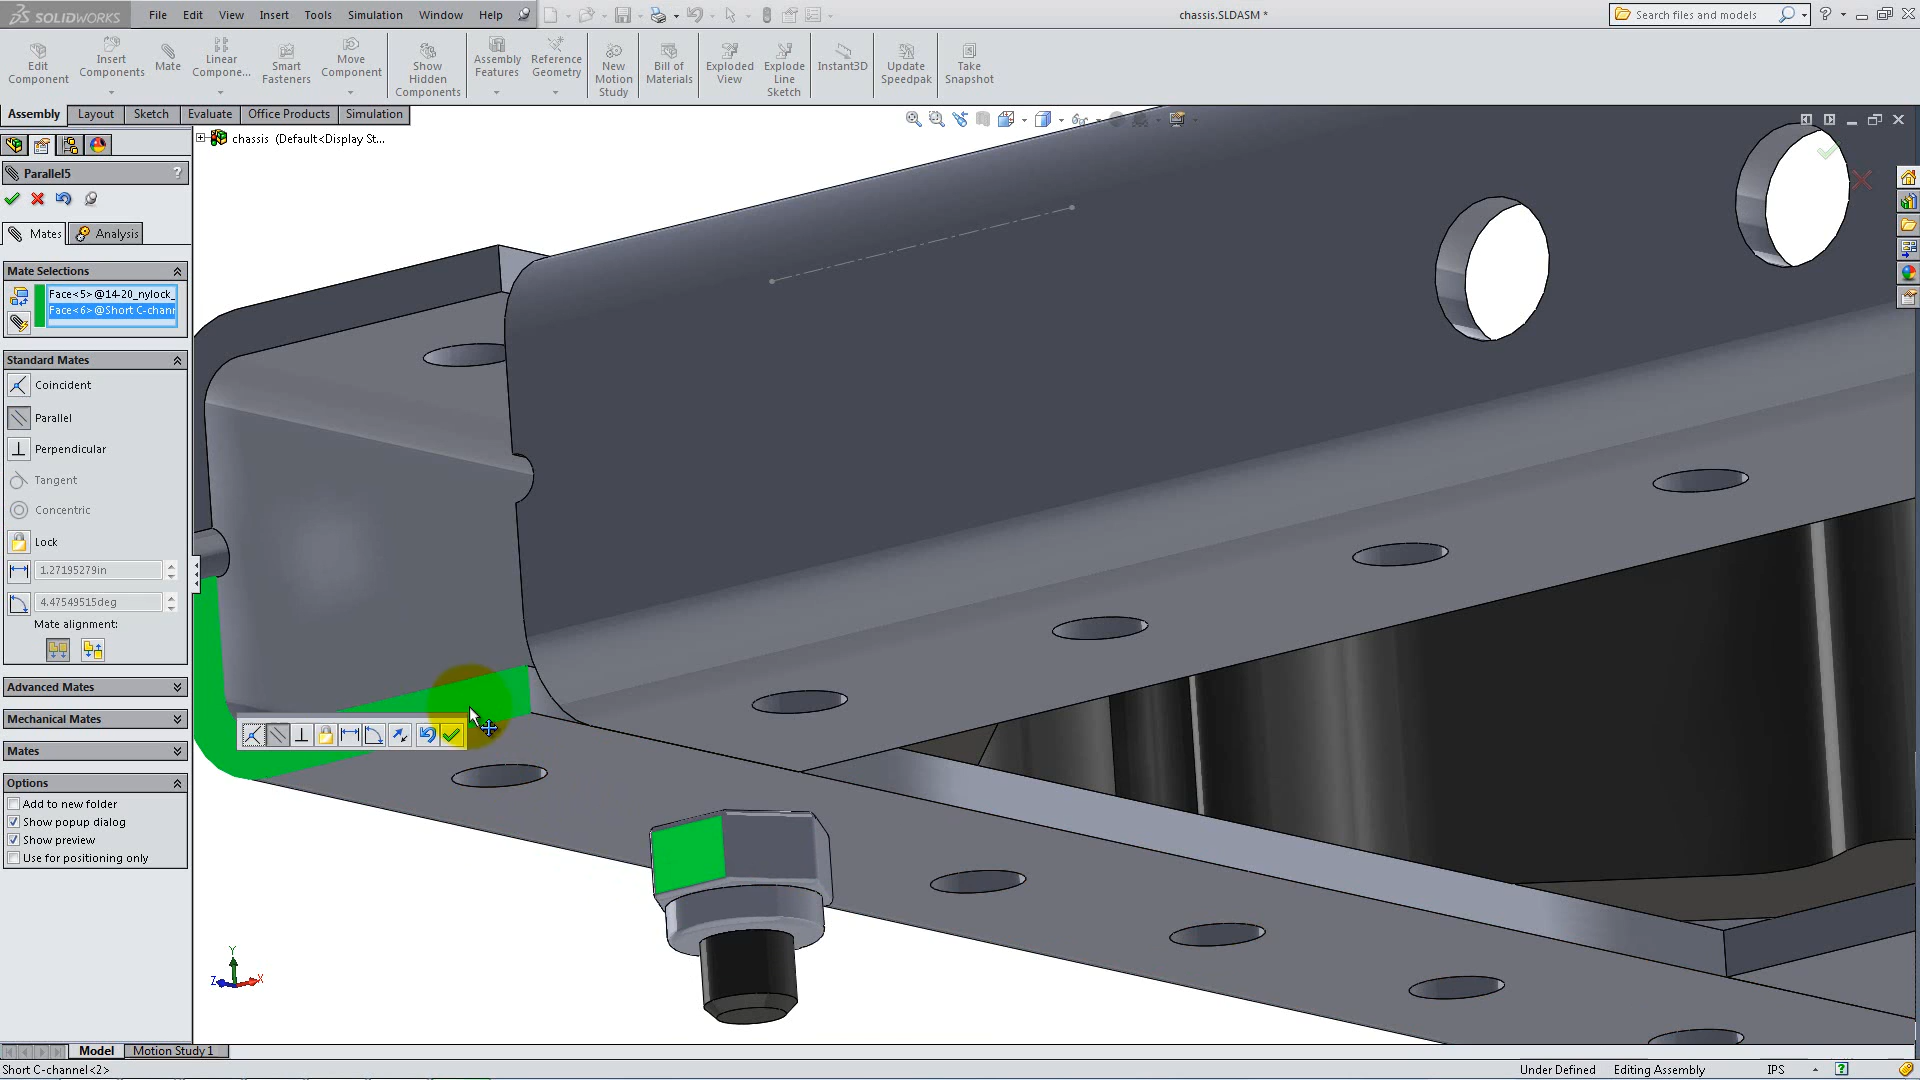 SOLIDWORKS
File Edit View Insert Tools Simulation Window Help
chassis.SLDASM *
Search files and models
Edit Component
Insert Components
Mate
Linear Compone...
Smart Fasteners
Move Component
Show Hidden Components
Assembly Features
Reference Geometry
New Motion Study
Bill of Materials
Exploded View
Explode Line Sketch
Instant3D
Update Speedpak
Take Snapshot
Assembly Layout Sketch Evaluate Office Products Simulation
chassis (Default<Display St...
Parallel5 ?
Mates Analysis
Mate Selections
Face<5>@14-20_nylock_
Face<6>@Short C-chann
Standard Mates
Coincident
Parallel
Perpendicular
Tangent
Concentric
Lock
1.27195279in
4.47549515deg
Mate alignment:
Advanced Mates
Mechanical Mates
Mates
Options
Add to new folder
Show popup dialog
Show preview
Use for positioning only
Y
Z X
Model Motion Study 1
Short C-channel<2> Under Defined Editing Assembly IPS ?